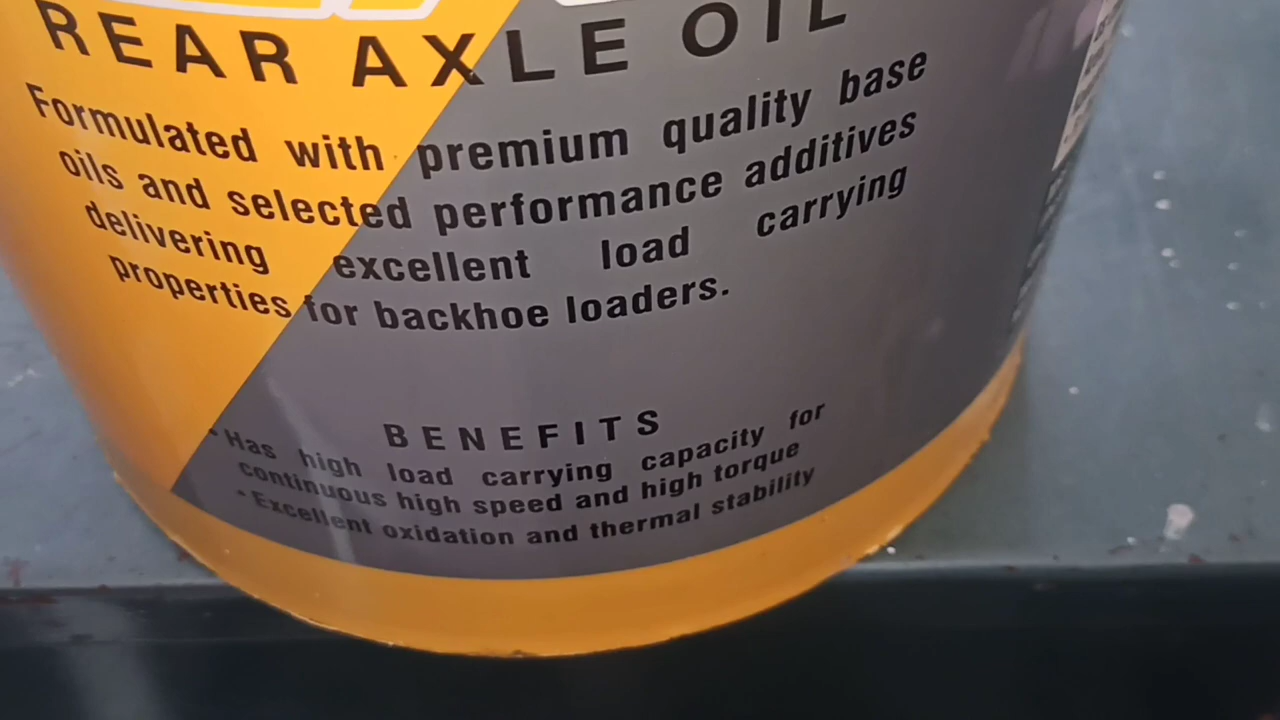 REAR AXLE OIL
Formulated with premium quality base
oils and selected performance additives
delivering excellent load carrying
properties for backhoe loaders.
BENEFITS
* Has high load carrying capacity for
continuous high speed and high torque
* Excellent oxidation and thermal stability